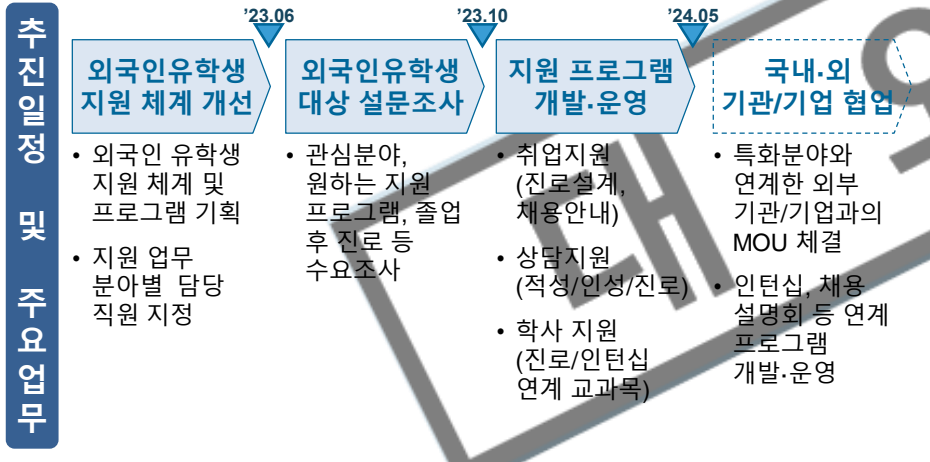 추진일정 및 주요업무
'23.06
'23.10
'24.05
외국인유학생
지원 체계 개선
외국인유학생
대상 설문조사
지원 프로그램
개발·운영
국내·외
기관/기업 협업
• 외국인 유학생
지원 체계 및
프로그램 기획
• 지원 업무
분아별 담당
직원 지정
• 관심분야,
원하는 지원
프로그램, 졸업
후 진로 등
수요조사
• 취업지원
(진로설계,
채용안내)
• 상담지원
(적성/인성/진로)
• 학사 지원
(진로/인턴십
연계 교과목)
• 특화분야와
연계한 외부
기관/기업과의
MOU 체결
• 인턴십, 채용
설명회 등 연계
프로그램
개발·운영
대